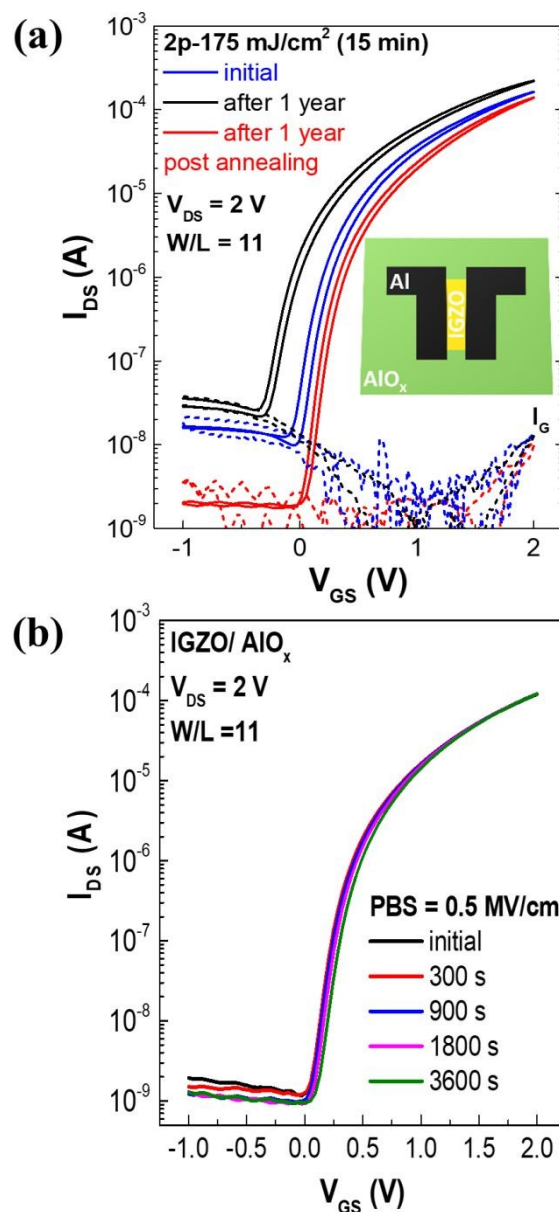 (a)
10⁻³
10⁻⁴
10⁻⁵
10⁻⁶
10⁻⁷
10⁻⁸
10⁻⁹
I_DS (A)
2p-175 mJ/cm² (15 min)
initial
after 1 year
after 1 year
post annealing
V_DS = 2 V
W/L = 11
Al
IGZO
AlOₓ
I_G
-1
0
1
2
V_GS (V)
(b)
10⁻³
10⁻⁴
10⁻⁵
10⁻⁶
10⁻⁷
10⁻⁸
10⁻⁹
I_DS (A)
IGZO/ AlOₓ
V_DS = 2 V
W/L =11
PBS = 0.5 MV/cm
initial
300 s
900 s
1800 s
3600 s
-1.0
-0.5
0.0
0.5
1.0
1.5
2.0
V_GS (V)